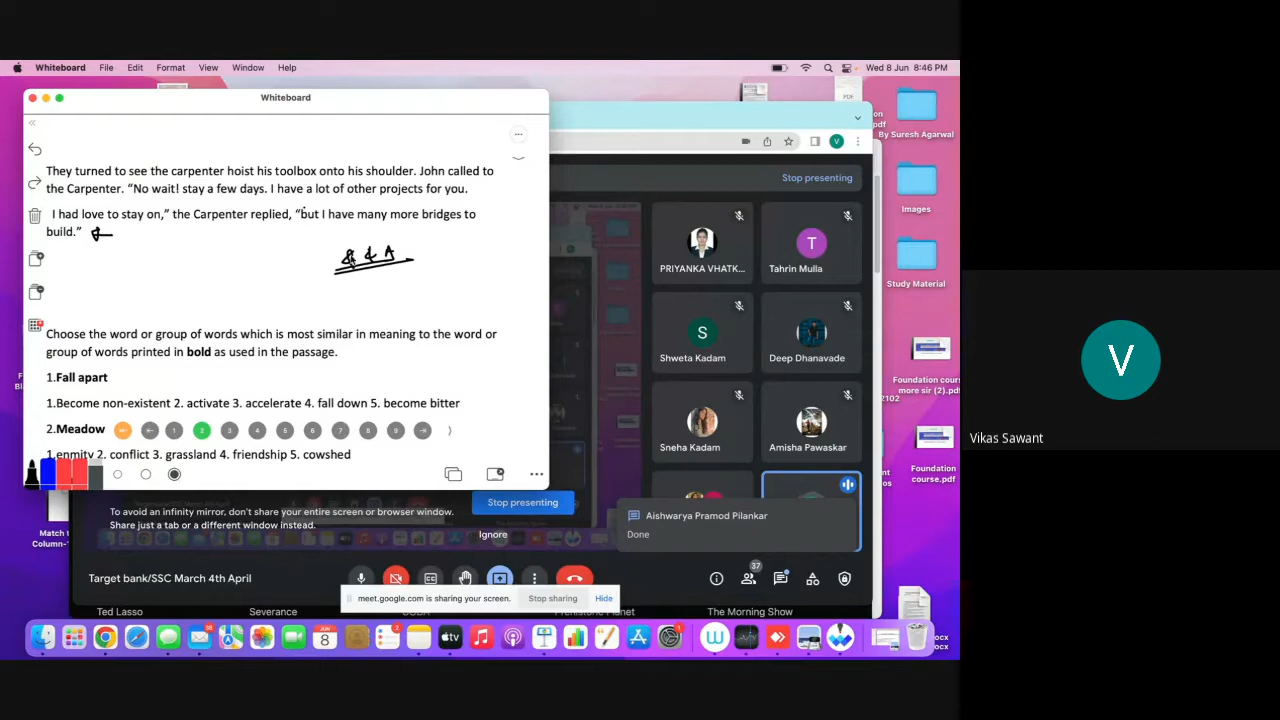 Whiteboard File Edit Format View Window Help
Wed 8 Jun 8:46 PM
Whiteboard
They turned to see the carpenter hoist his toolbox onto his shoulder. John called to
the Carpenter. “No wait! stay a few days. I have a lot of other projects for you.
I had love to stay on,” the Carpenter replied, “but I have many more bridges to
build.”
Q & A
Choose the word or group of words which is most similar in meaning to the word or
group of words printed in bold as used in the passage.
1.Fall apart
1.Become non-existent 2. activate 3. accelerate 4. fall down 5. become bitter
2.Meadow
1 2 3 4 5 6 7 8 9
1.enmity 2. conflict 3. grassland 4. friendship 5. cowshed
V
Stop presenting
PRIYANKA VHATK...
T
Tahrin Mulla
S
Shweta Kadam
Deep Dhanavade
Sneha Kadam
Amisha Pawaskar
Stop presenting
To avoid an infinity mirror, don't share your entire screen or browser window.
Share just a tab or a different window instead.
Ignore
Aishwarya Pramod Pilankar
Done
Target bank/SSC March 4th April
37
meet.google.com is sharing your screen.
Stop sharing
Hide
Ted Lasso
Severance
The Morning Show
PDF
By Suresh Agarwal
Images
Study Material
Foundation cour
sir (2).pdf
Foundation
course.pdf
Match t
Column-
V
Vikas Sawant